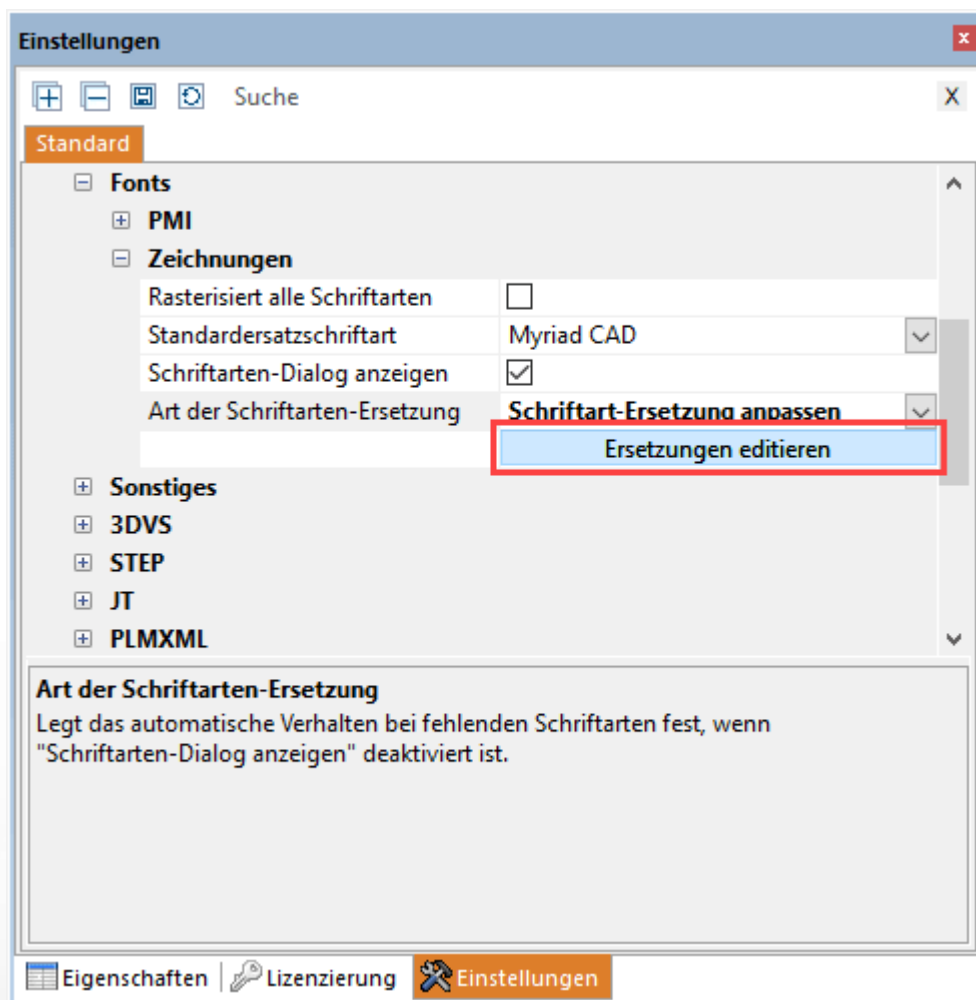 Einstellungen
x
Suche
X
Standard
Fonts
PMI
Zeichnungen
Rasterisiert alle Schriftarten
Standardersatzschriftart Myriad CAD
Schriftarten-Dialog anzeigen
Art der Schriftarten-Ersetzung Schriftart-Ersetzung anpassen
Ersetzungen editieren
Sonstiges
3DVS
STEP
JT
PLMXML
Art der Schriftarten-Ersetzung
Legt das automatische Verhalten bei fehlenden Schriftarten fest, wenn
"Schriftarten-Dialog anzeigen" deaktiviert ist.
Eigenschaften Lizenzierung Einstellungen